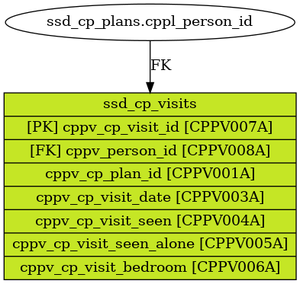 ssd_cp_plans.cppl_person_id
FK
ssd_cp_visits
[PK] cppv_cp_visit_id [CPPV007A]
[FK] cppv_person_id [CPPV008A]
cppv_cp_plan_id [CPPV001A]
cppv_cp_visit_date [CPPV003A]
cppv_cp_visit_seen [CPPV004A]
cppv_cp_visit_seen_alone [CPPV005A]
cppv_cp_visit_bedroom [CPPV006A]